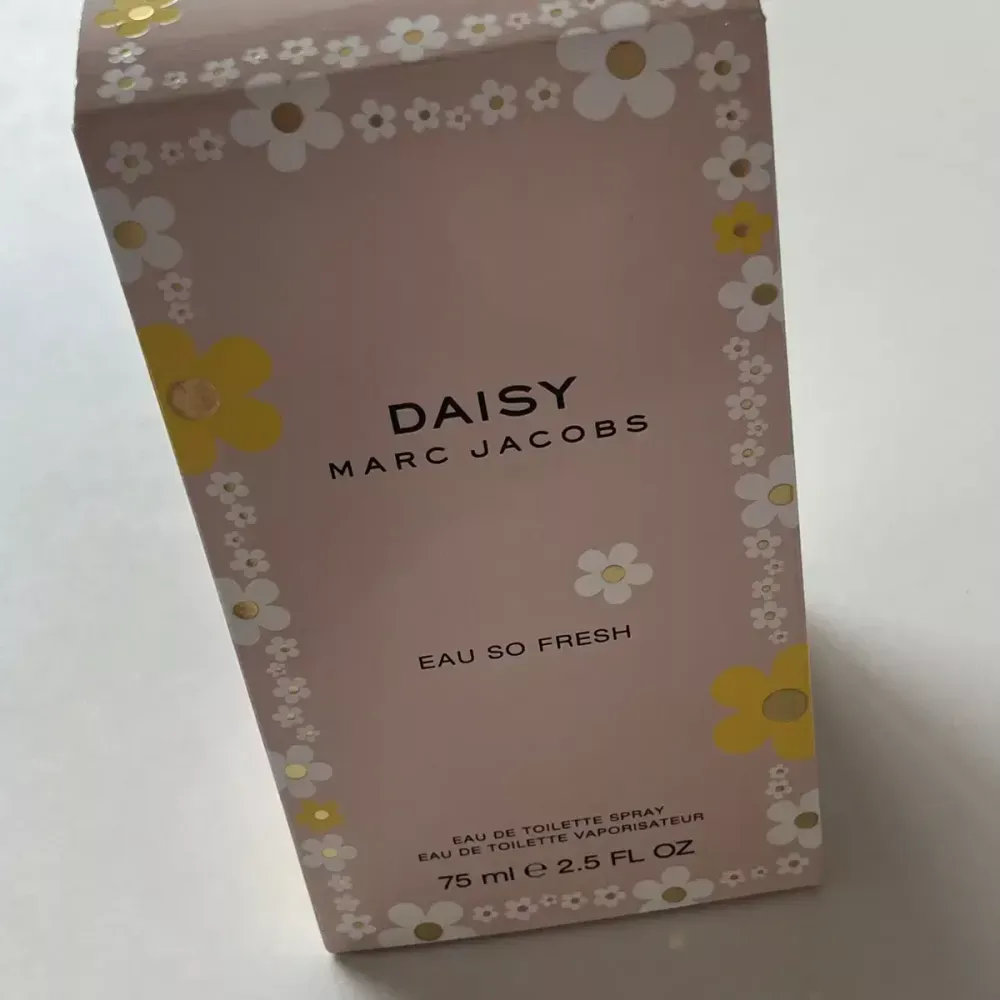 DAISY
MARC JACOBS
EAU SO FRESH
EAU DE TOILETTE SPRAY
EAU DE TOILETTE VAPORISATEUR
75 ml ℮ 2.5 FL OZ